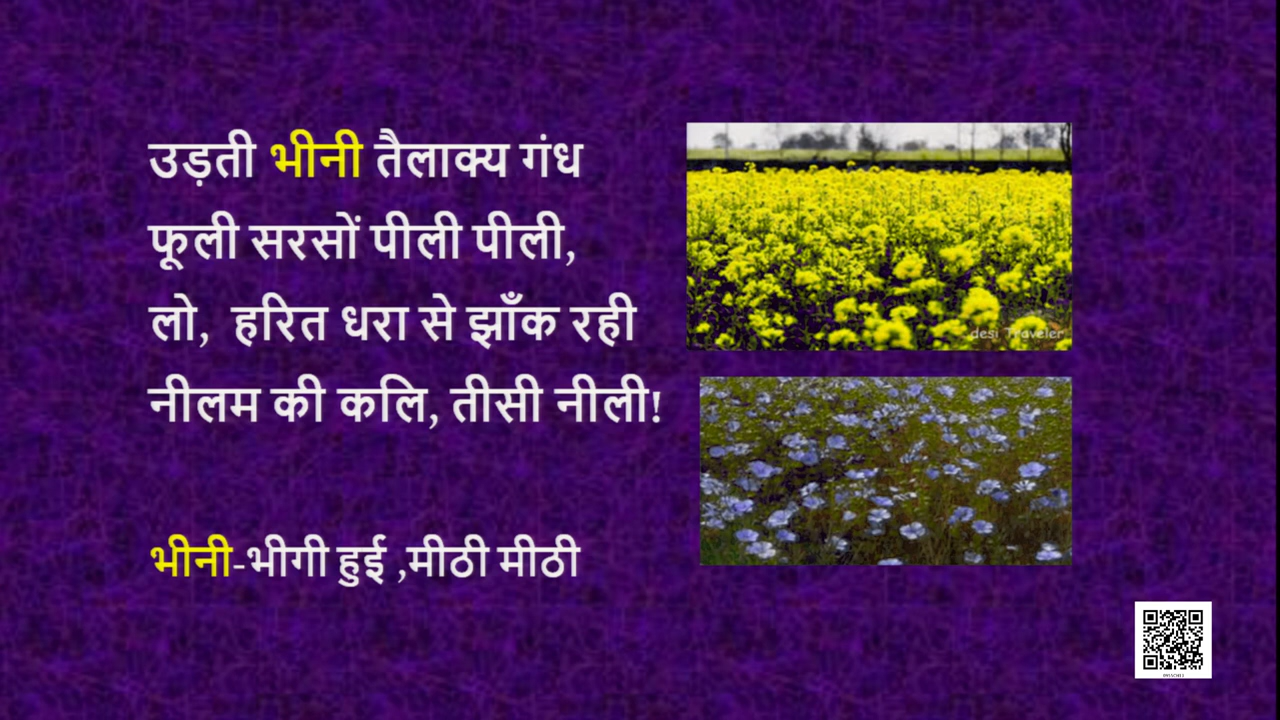 उड़ती भीनी तैलाक्य गंध
फूली सरसों पीली पीली,
लो, हरित धरा से झाँक रही
नीलम की कलि, तीसी नीली!
भीनी-भीगी हुई ,मीठी मीठी
desi Traveler